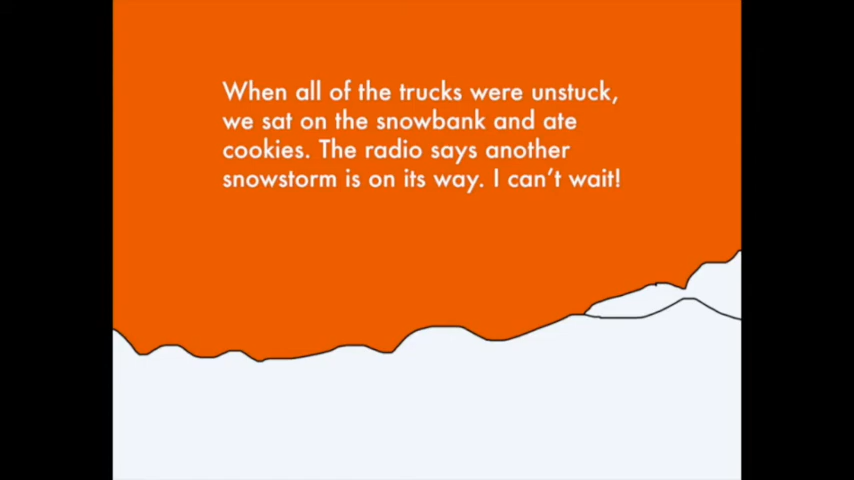 When all of the trucks were unstuck,
we sat on the snowbank and ate
cookies. The radio says another
snowstorm is on its way. I can’t wait!